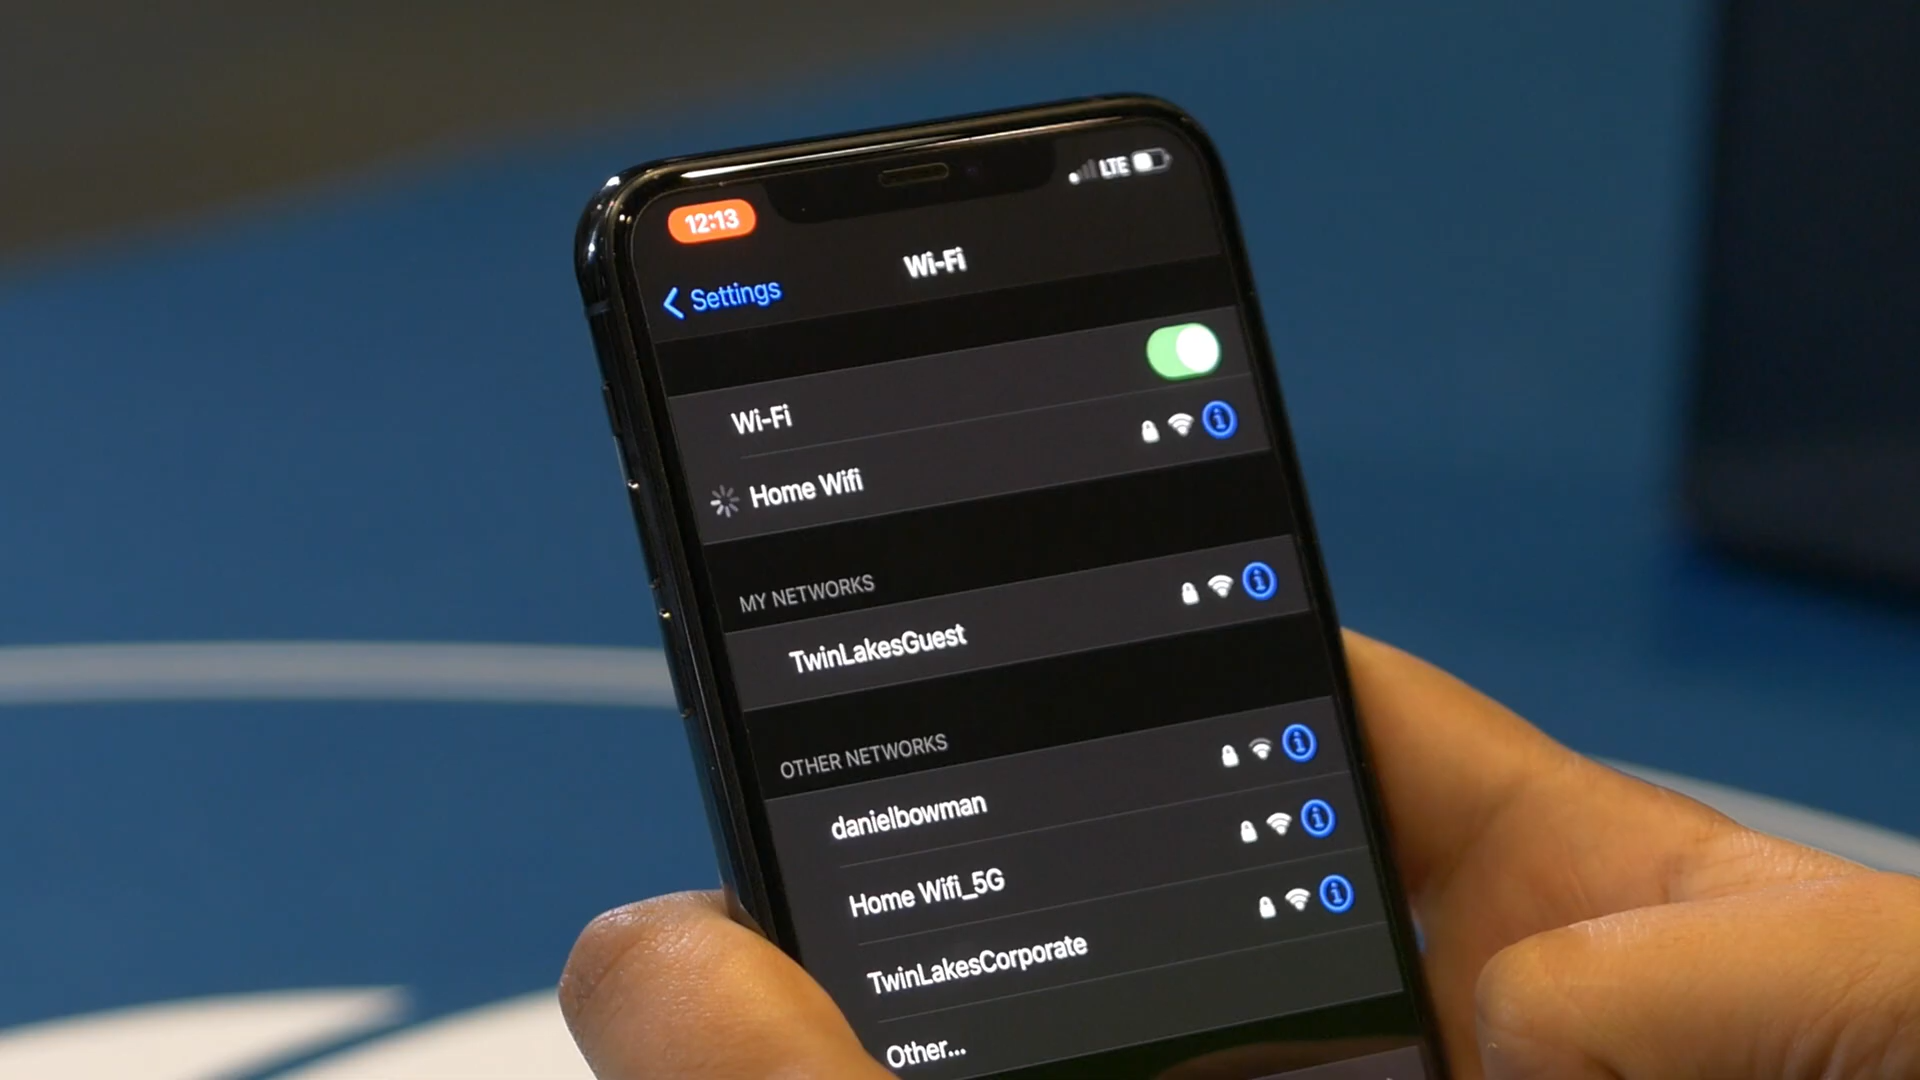 12:13
LTE
Wi-Fi
Settings
Wi-Fi
Home Wifi
MY NETWORKS
TwinLakesGuest
OTHER NETWORKS
danielbowman
Home Wifi_5G
TwinLakesCorporate
Other...